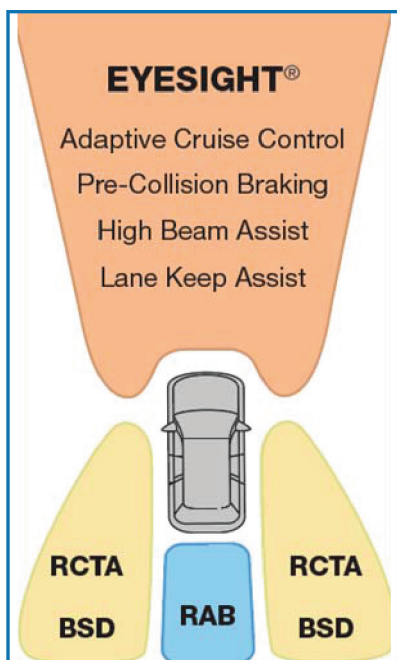 EYESIGHT®
Adaptive Cruise Control
Pre-Collision Braking
High Beam Assist
Lane Keep Assist
RCTA
RCTA
BSD
RAB
BSD